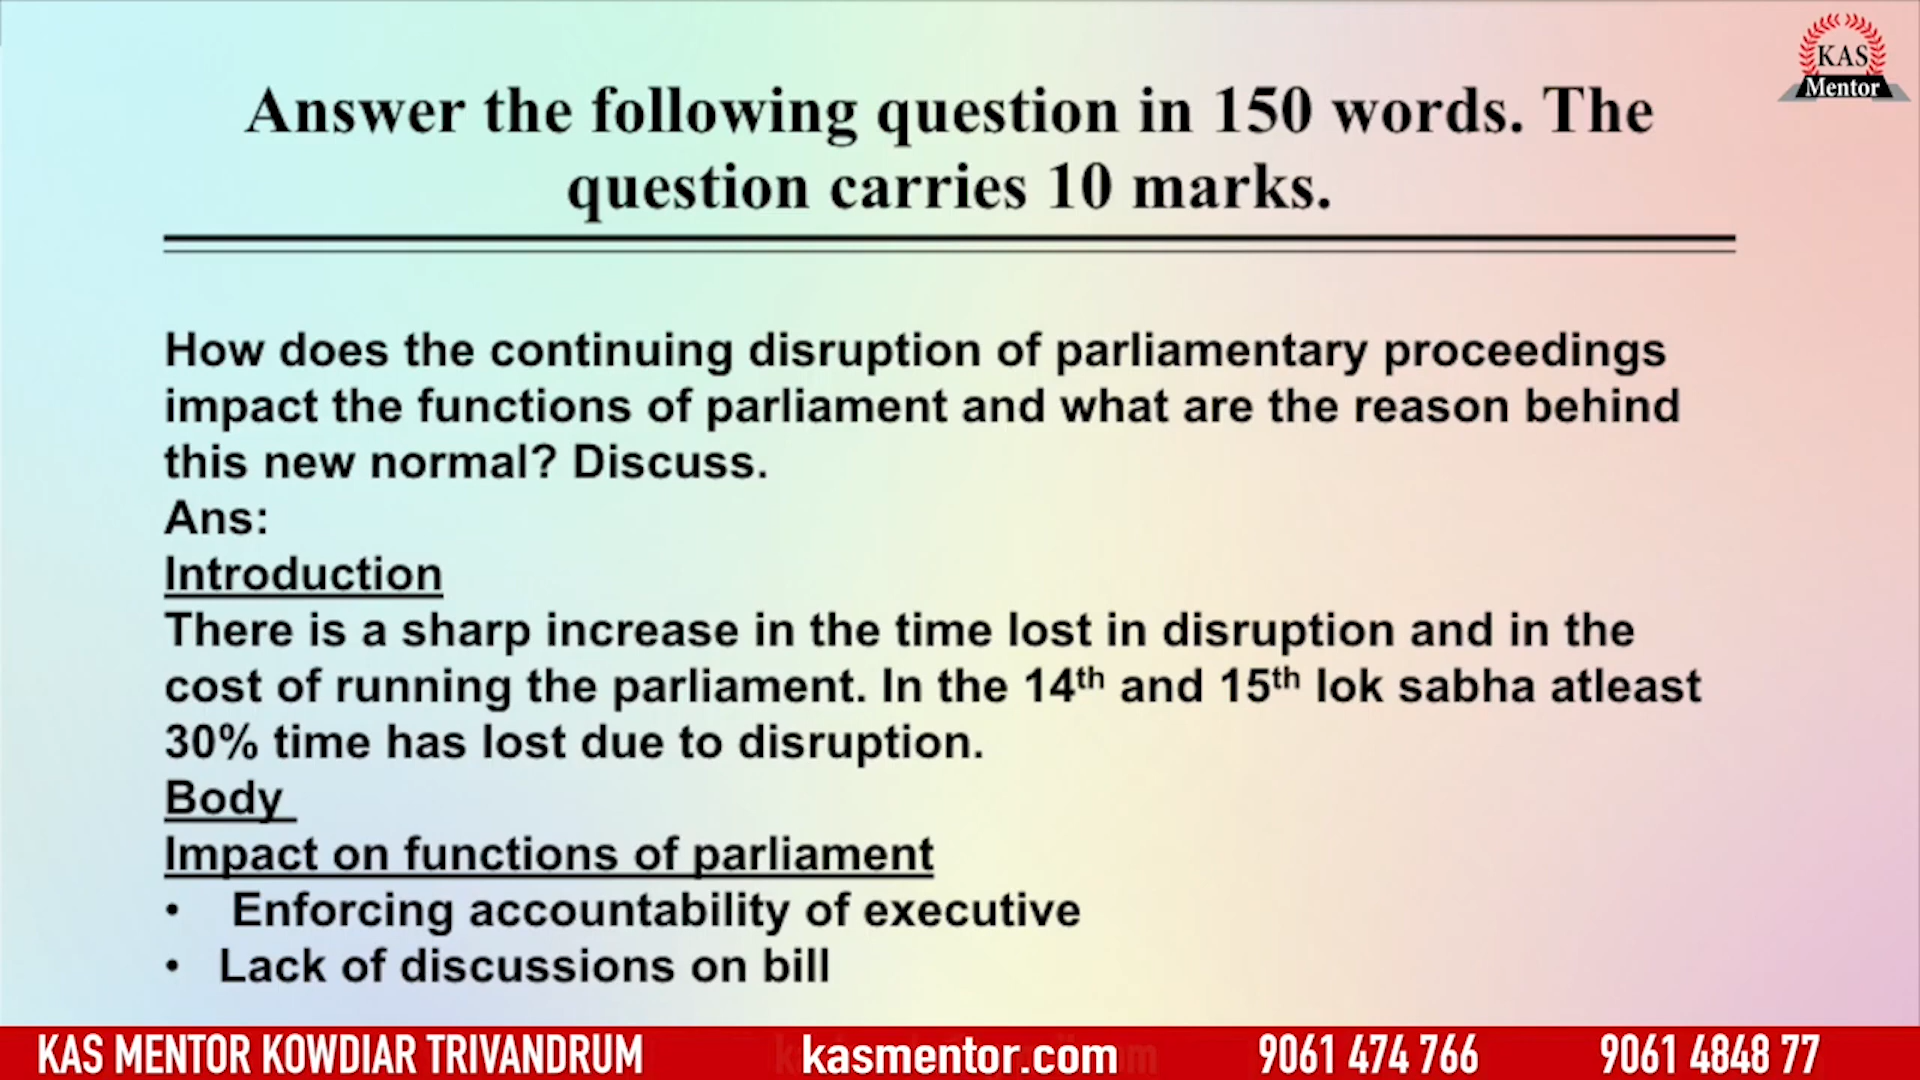 KAS
Mentor
Answer the following question in 150 words. The
question carries 10 marks.
How does the continuing disruption of parliamentary proceedings
impact the functions of parliament and what are the reason behind
this new normal? Discuss.
Ans:
Introduction
There is a sharp increase in the time lost in disruption and in the
cost of running the parliament. In the 14th and 15th lok sabha atleast
30% time has lost due to disruption.
Body
Impact on functions of parliament
• Enforcing accountability of executive
• Lack of discussions on bill
KAS MENTOR KOWDIAR TRIVANDRUM kasmentor.com 9061 474 766 9061 4848 77